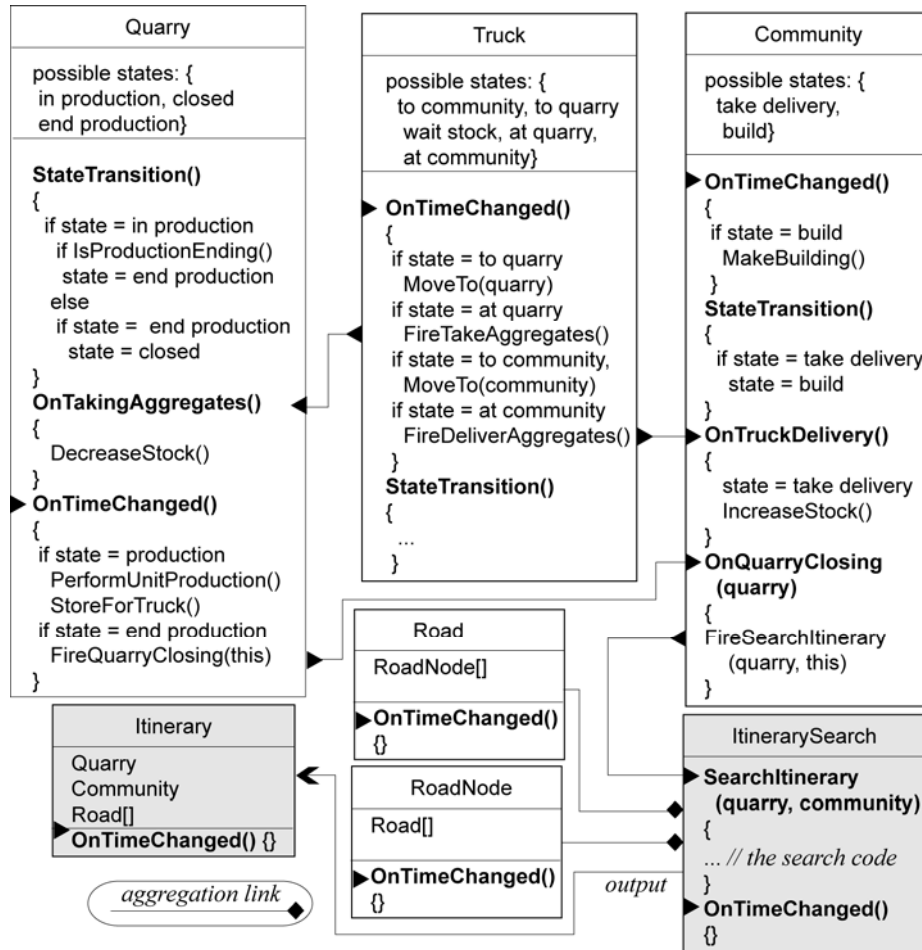 Quarry
possible states: {
in production, closed
end production}
StateTransition()
{
if state = in production
if IsProductionEnding()
state = end production
else
if state = end production
state = closed
}
OnTakingAggregates()
{
DecreaseStock()
}
OnTimeChanged()
{
if state = production
PerformUnitProduction()
StoreForTruck()
if state = end production
FireQuarryClosing(this)
}
Truck
possible states: {
to community, to quarry
wait stock, at quarry,
at community}
OnTimeChanged()
{
if state = to quarry
MoveTo(quarry)
if state = at quarry
FireTakeAggregates()
if state = to community,
MoveTo(community)
if state = at community
FireDeliverAggregates()
}
StateTransition()
{
...
}
Community
possible states: {
take delivery,
build}
OnTimeChanged()
{
if state = build
MakeBuilding()
}
StateTransition()
{
if state = take delivery
state = build
}
OnTruckDelivery()
{
state = take delivery
IncreaseStock()
}
OnQuarryClosing
(quarry)
{
FireSearchItinerary
(quarry, this)
}
Road
RoadNode[]
OnTimeChanged()
{}
Itinerary
Quarry
Community
Road[]
OnTimeChanged() {}
RoadNode
Road[]
OnTimeChanged()
{}
ItinerarySearch
SearchItinerary
(quarry, community)
{
... // the search code
}
OnTimeChanged()
{}
output
aggregation link